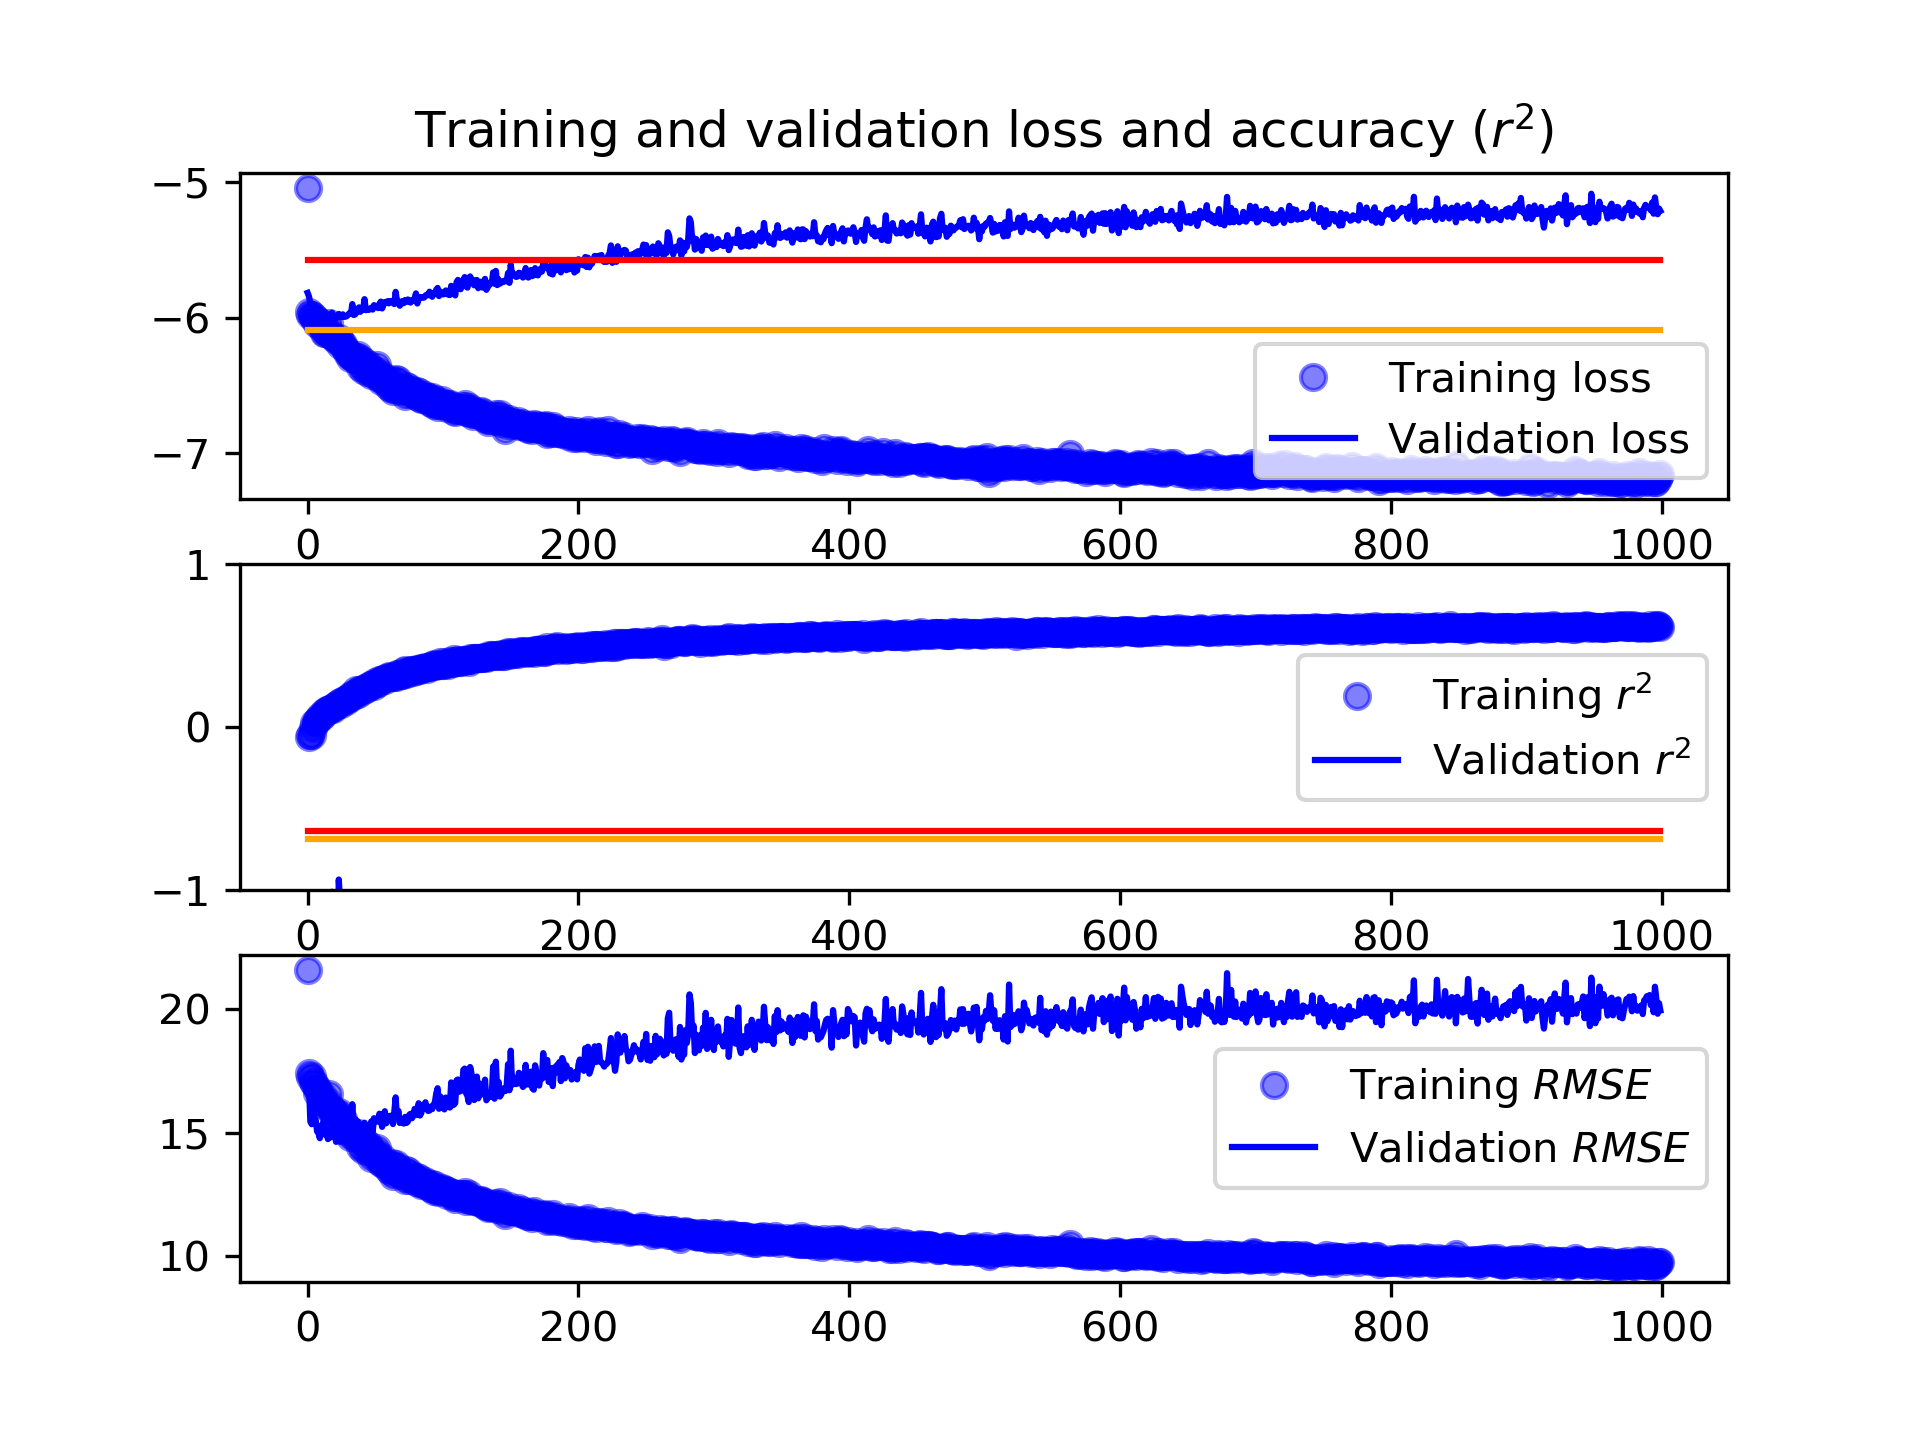 Training and validation loss and accuracy (r²)
−5
−6
−7
Training loss
Validation loss
0 200 400 600 800 1000
1
0
−1
Training r²
Validation r²
0 200 400 600 800 1000
20
15
10
Training RMSE
Validation RMSE
0 200 400 600 800 1000